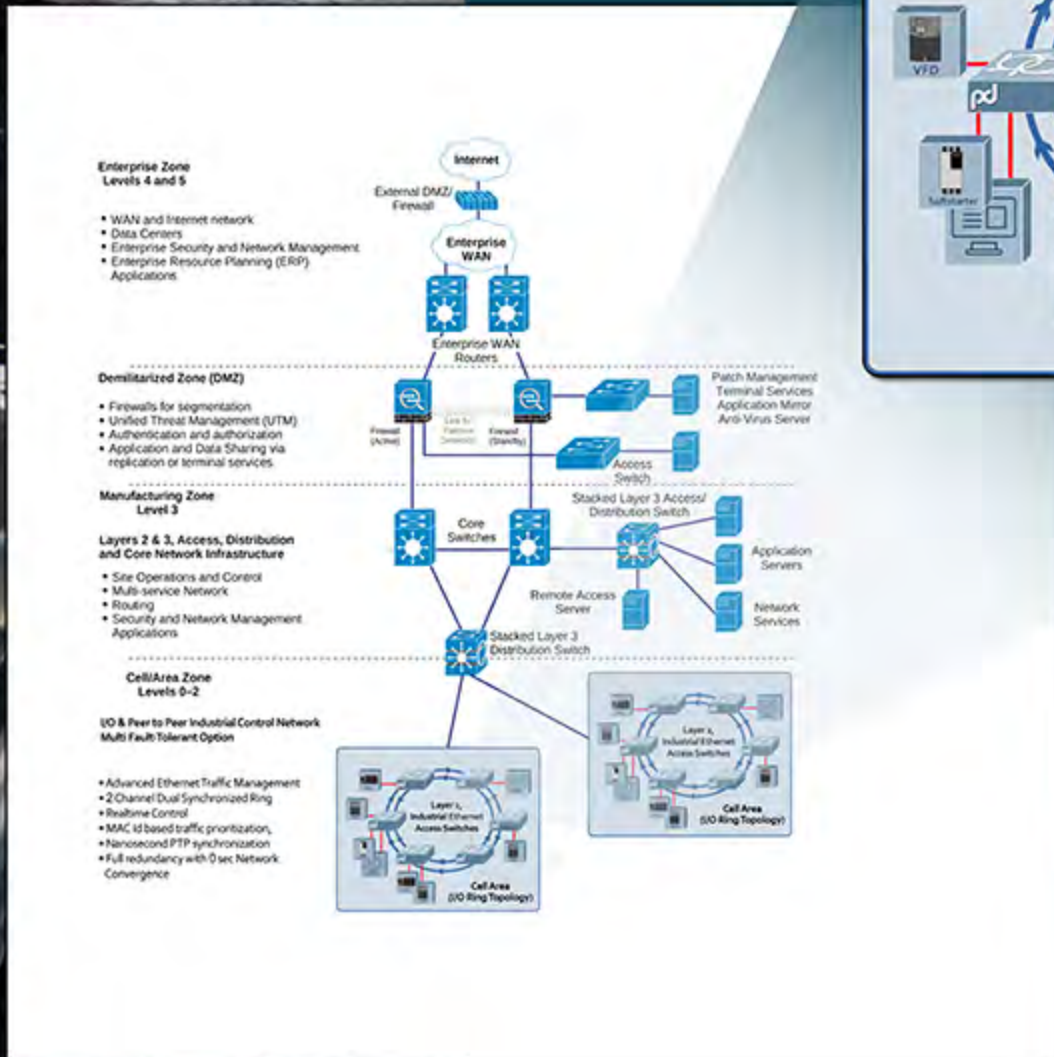 Enterprise Zone
Levels 4 and 5
• WAN and Internet network
• Data Centers
• Enterprise Security and Network Management
• Enterprise Resource Planning (ERP)
Applications
Internet
External DMZ/
Firewall
Enterprise
WAN
Enterprise WAN
Routers
Demilitarized Zone (DMZ)
• Firewalls for segmentation
• Unified Threat Management (UTM)
• Authentication and authorization
• Application and Data Sharing via
replication or terminal services
Firewall
(Active)
Firewall
(Standby)
Patch Management
Terminal Services
Application Mirror
Anti-Virus Server
Access
Switch
Manufacturing Zone
Level 3
Layers 2 & 3, Access, Distribution
and Core Network Infrastructure
• Site Operations and Control
• Multi-service Network
• Routing
• Security and Network Management
Applications
Core
Switches
Stacked Layer 3 Access/
Distribution Switch
Application
Servers
Remote Access
Server
Network
Services
Stacked Layer 3
Distribution Switch
Cell/Area Zone
Levels 0–2
I/O & Peer to Peer Industrial Control Network
Multi Fault Tolerant Option
• Advanced Ethernet Traffic Management
• 2 Channel Dual Synchronized Ring
• Realtime Control
• MAC Id based traffic prioritization,
• Nanosecond PTP synchronization
• Full redundancy with 0 sec Network
Convergence
Layer 2,
Industrial Ethernet
Access Switches
Cell Area
(I/O Ring Topology)
Layer 2,
Industrial Ethernet
Access Switches
Cell Area
(I/O Ring Topology)
VFD
pd
Softstarter